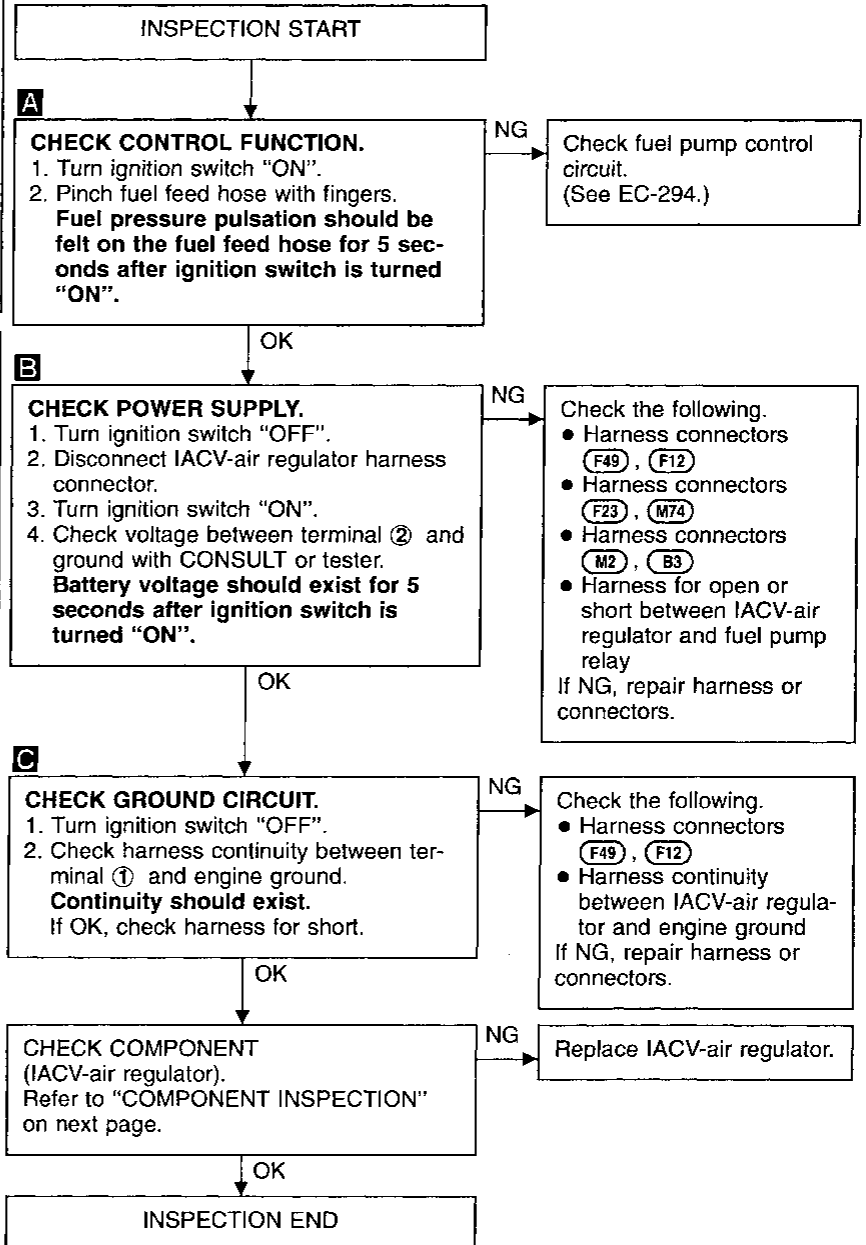 INSPECTION START
A
CHECK CONTROL FUNCTION.
1. Turn ignition switch "ON".
2. Pinch fuel feed hose with fingers.
Fuel pressure pulsation should be
felt on the fuel feed hose for 5 sec-
onds after ignition switch is turned
"ON".
NG
Check fuel pump control
circuit.
(See EC-294.)
OK
B
CHECK POWER SUPPLY.
1. Turn ignition switch "OFF".
2. Disconnect IACV-air regulator harness
connector.
3. Turn ignition switch "ON".
4. Check voltage between terminal ② and
ground with CONSULT or tester.
Battery voltage should exist for 5
seconds after ignition switch is
turned "ON".
NG
Check the following.
● Harness connectors
F49 , F12
● Harness connectors
F23 , M74
● Harness connectors
M2 , B3
● Harness for open or
short between IACV-air
regulator and fuel pump
relay
If NG, repair harness or
connectors.
OK
C
CHECK GROUND CIRCUIT.
1. Turn ignition switch "OFF".
2. Check harness continuity between ter-
minal ① and engine ground.
Continuity should exist.
If OK, check harness for short.
NG
Check the following.
● Harness connectors
F49 , F12
● Harness continuity
between IACV-air regula-
tor and engine ground
If NG, repair harness or
connectors.
OK
CHECK COMPONENT
(IACV-air regulator).
Refer to "COMPONENT INSPECTION"
on next page.
NG
Replace IACV-air regulator.
OK
INSPECTION END